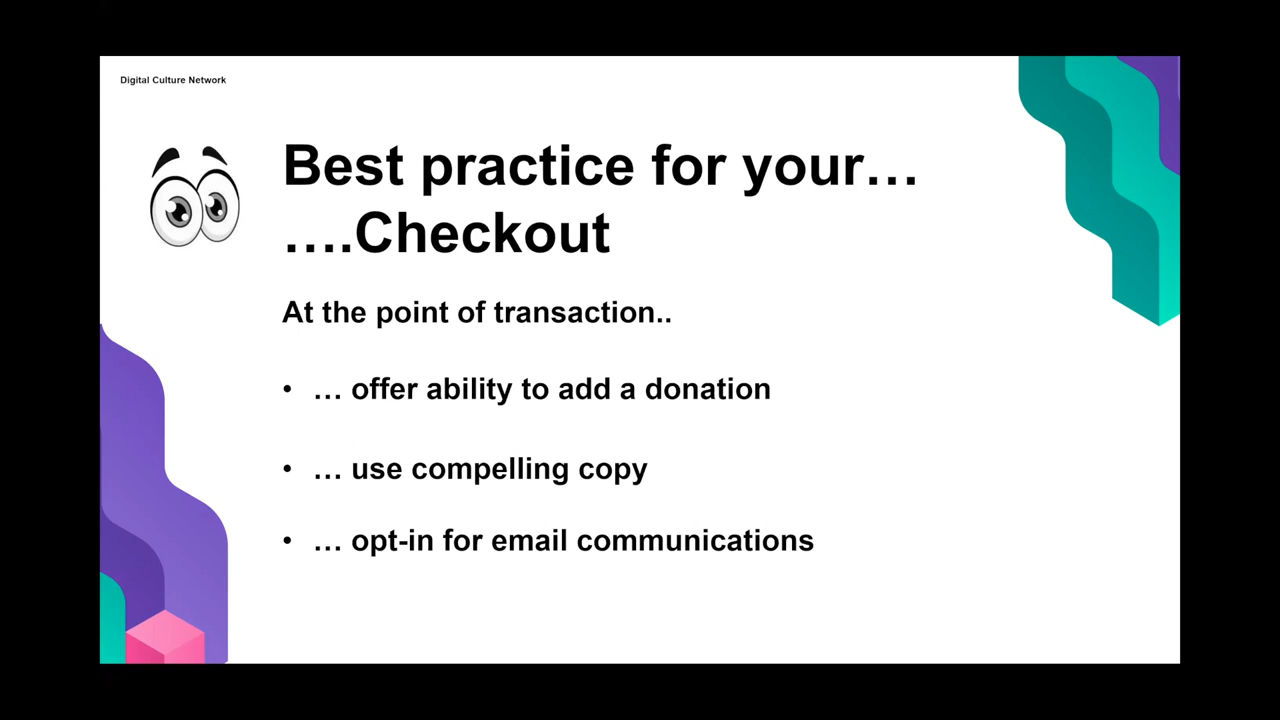 Digital Culture Network
Best practice for your…
….Checkout
At the point of transaction..
• … offer ability to add a donation
• … use compelling copy
• … opt-in for email communications